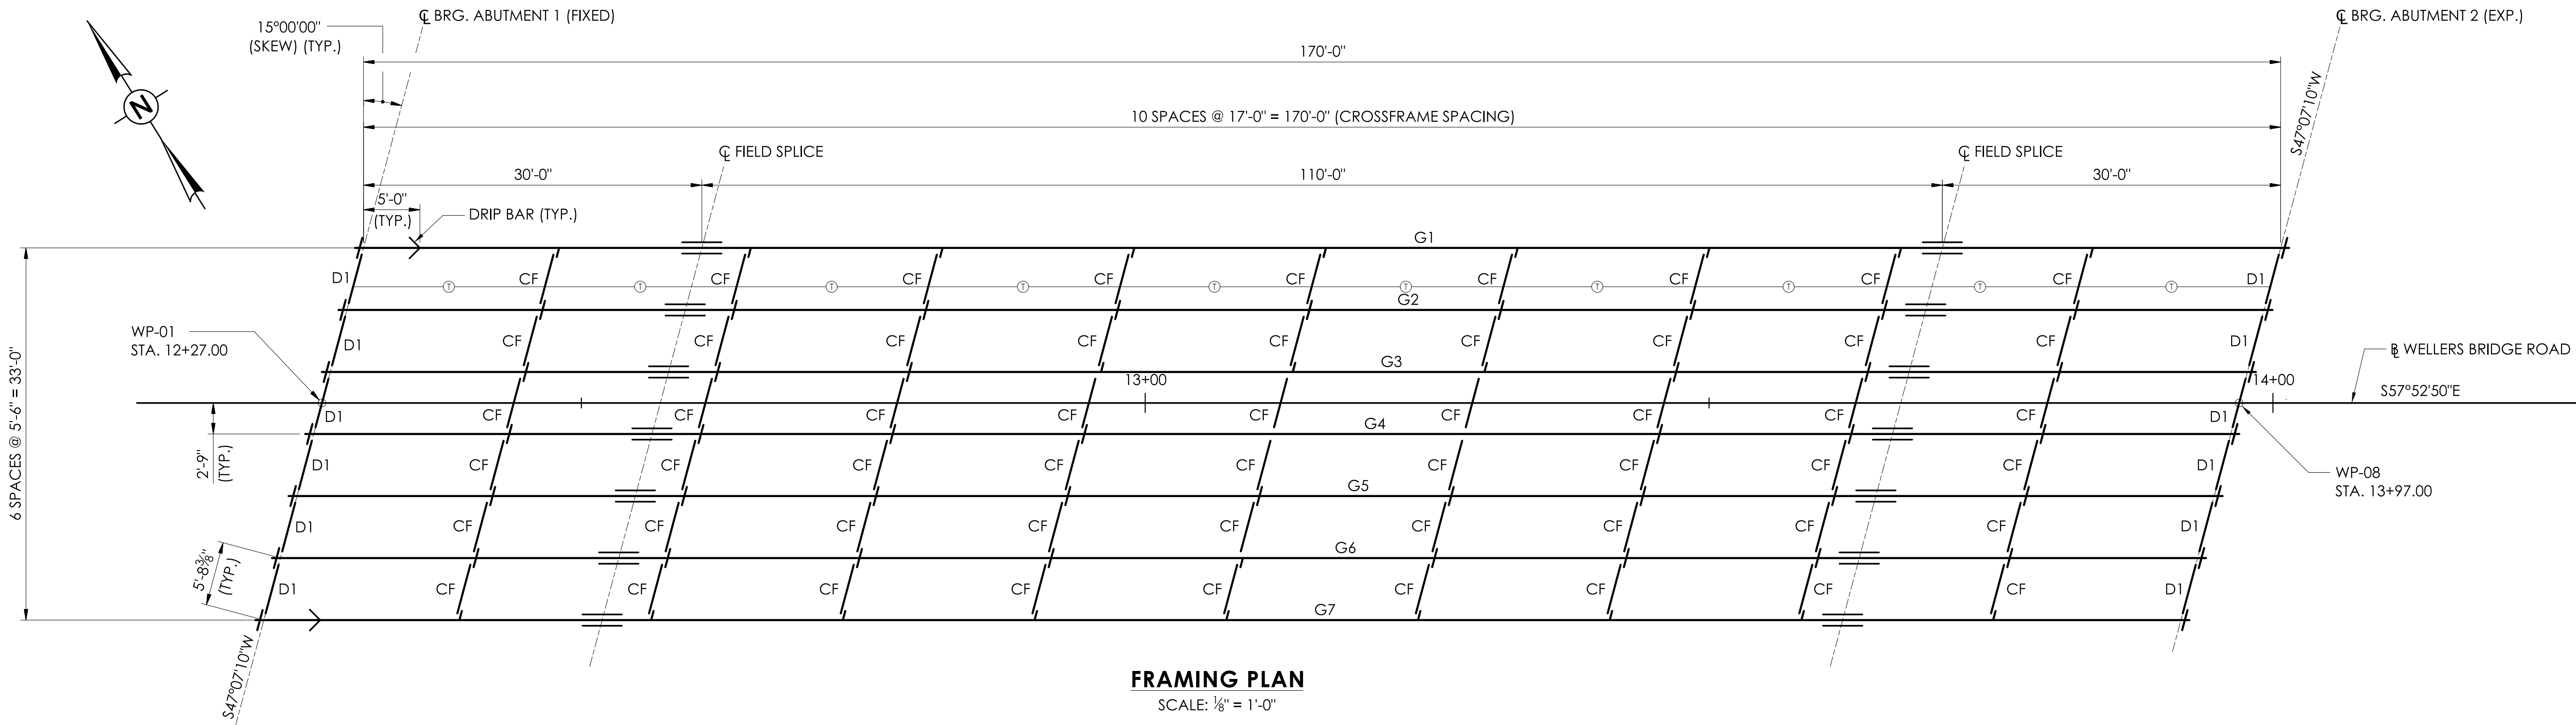 ℄ BRG. ABUTMENT 1 (FIXED)
℄ BRG. ABUTMENT 2 (EXP.)
15°00'00"
(SKEW) (TYP.)
N
170'-0"
10 SPACES @ 17'-0" = 170'-0" (CROSSFRAME SPACING)
S47°07'10"W
℄ FIELD SPLICE
℄ FIELD SPLICE
30'-0"
110'-0"
30'-0"
5'-0"
(TYP.)
DRIP BAR (TYP.)
G1
D1 CF CF CF CF CF CF CF CF CF D1
T T T T T T T T T T
G2
WP-01
STA. 12+27.00
D1 CF CF CF CF CF CF CF CF CF D1
℄ WELLERS BRIDGE ROAD
G3
13+00
14+00
S57°52'50"E
D1 CF CF CF CF CF CF CF CF CF D1
G4
6 SPACES @ 5'-6" = 33'-0"
2'-9"
(TYP.)
D1 CF CF CF CF CF CF CF CF CF D1
WP-08
STA. 13+97.00
G5
D1 CF CF CF CF CF CF CF CF CF D1
G6
5'-8⅜"
(TYP.)
D1 CF CF CF CF CF CF CF CF CF D1
G7
S47°07'10"W
FRAMING PLAN
SCALE: ⅛" = 1'-0"